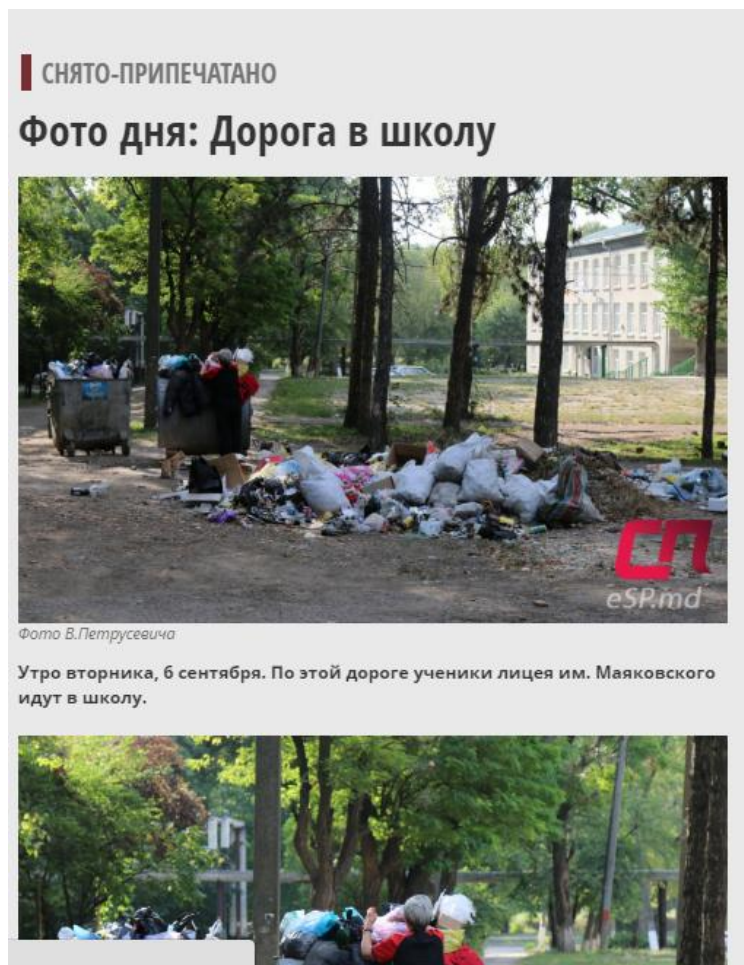 СНЯТО-ПРИПЕЧАТАНО
Фото дня: Дорога в школу
СП
eSP.md
Фото В.Петрусевича
Утро вторника, 6 сентября. По этой дороге ученики лицея им. Маяковского
идут в школу.